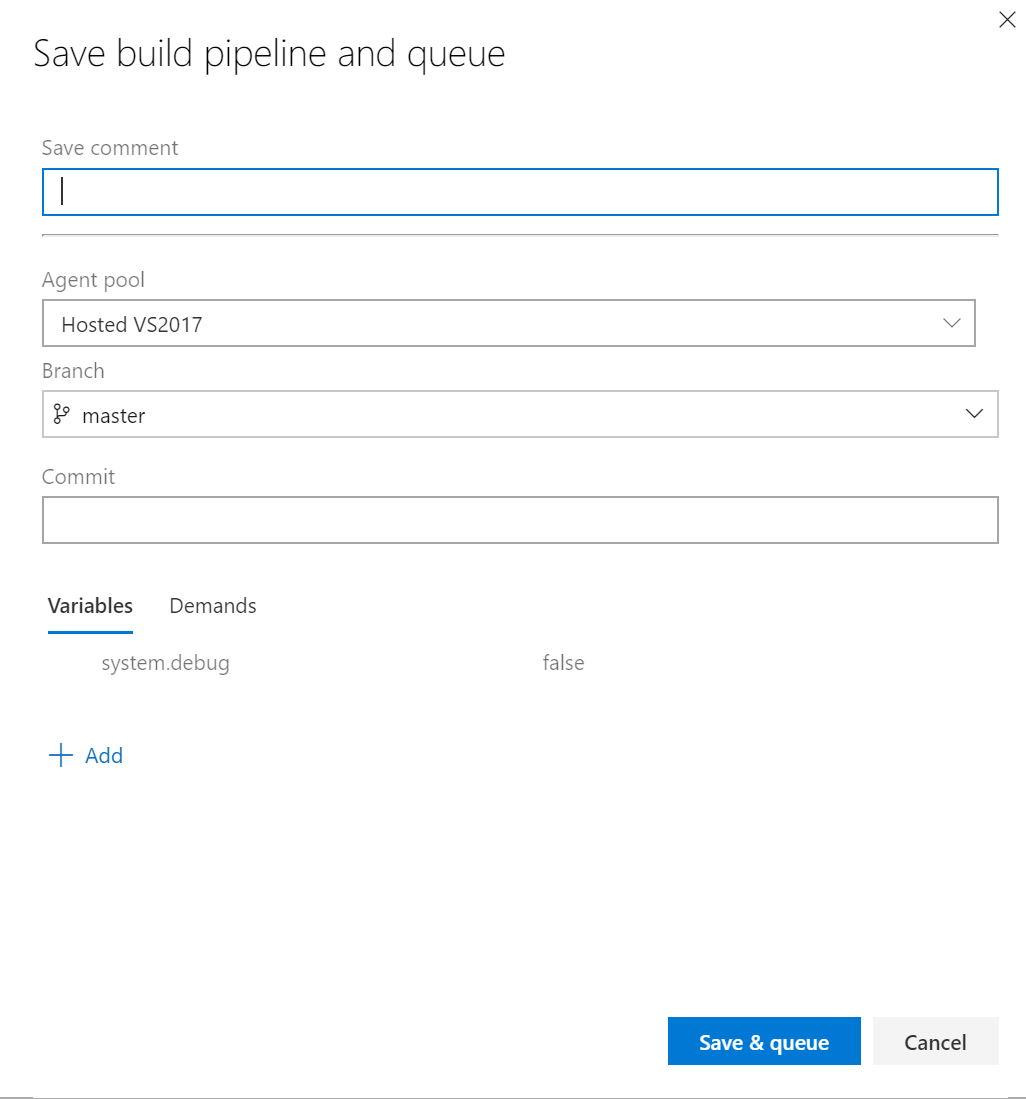 Save build pipeline and queue
Save comment
Agent pool
Hosted VS2017
Branch
master
Commit
Variables Demands
system.debug false
Add
Save & queue Cancel